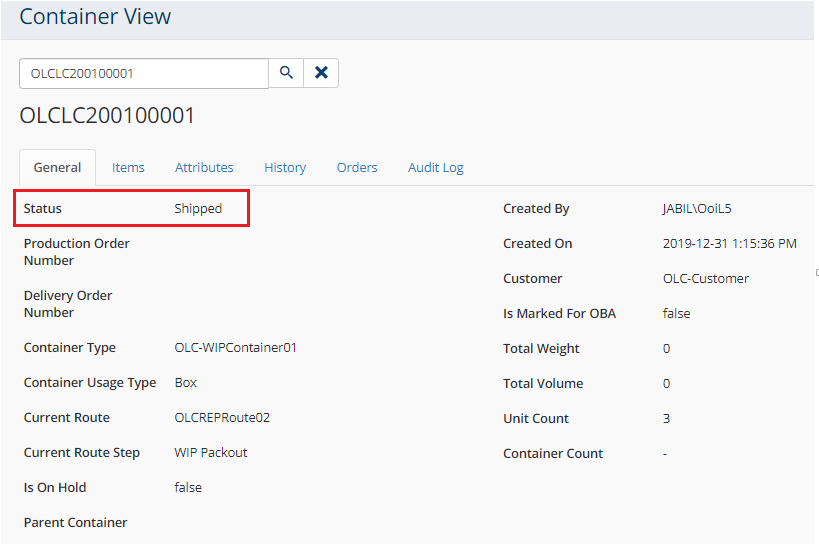 Container View
OLCLC200100001
OLCLC200100001
General Items Attributes History Orders Audit Log
Status Shipped
Production Order
Number
Delivery Order
Number
Container Type OLC-WIPContainer01
Container Usage Type Box
Current Route OLCREPRoute02
Current Route Step WIP Packout
Is On Hold false
Parent Container
Created By JABIL\OoiL5
Created On 2019-12-31 1:15:36 PM
Customer OLC-Customer
Is Marked For OBA false
Total Weight 0
Total Volume 0
Unit Count 3
Container Count -